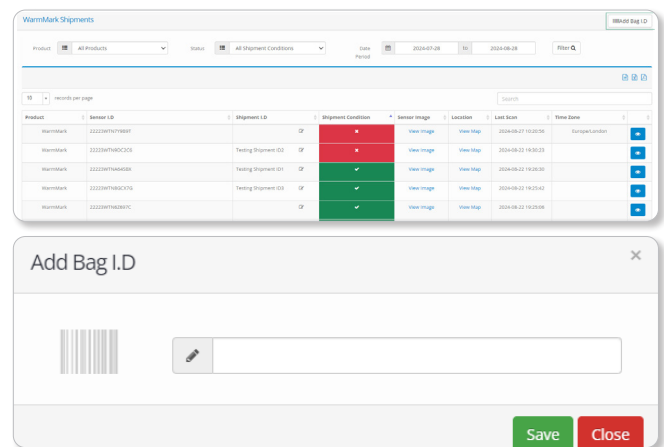 WarmMark Shipments
Add Bag I.D
Product All Products Status All Shipment Conditions Date Period 2024-07-28 to 2024-08-28 Filter
10 records per page Search
Product Sensor I.D Shipment I.D Shipment Condition Sensor Image Location Last Scan Time Zone
WarmMark View Image View Map 2024-08-27 10:20:56 Europe/London
WarmMark Testing Shipment ID2 View Image View Map 2024-08-22 19:30:23
WarmMark Testing Shipment ID1 View Image View Map 2024-08-22 19:26:30
WarmMark Testing Shipment ID3 View Image View Map 2024-08-22 19:25:42
WarmMark View Image View Map 2024-08-22 19:25:09
Add Bag I.D ×
Save Close